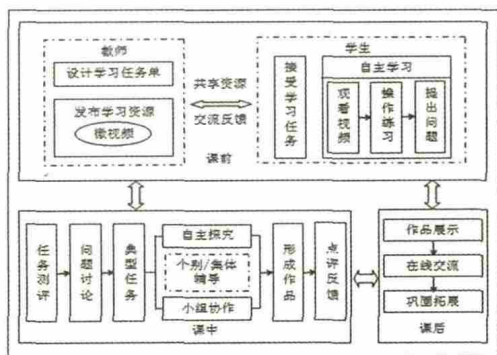 教师
设计学习任务单
发布学习资源
微视频
共享资源
交流反馈
课前
学生
接受学习任务
自主学习
观看视频
操作练习
提出问题
任务测评
问题讨论
典型任务
自主探究
个别/集体
辅导
小组协作
形成作品
点评反馈
课中
作品展示
在线交流
巩固拓展
课后